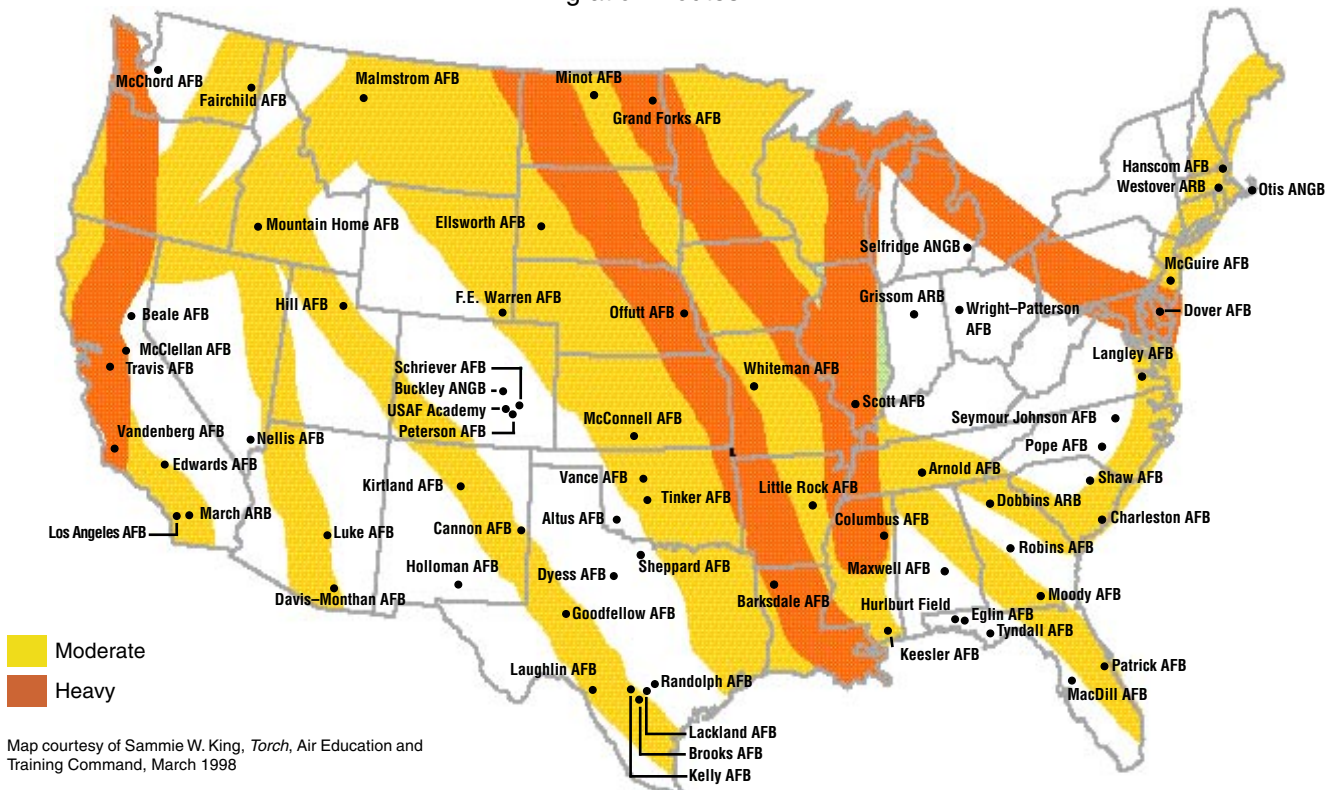 McChord AFB
Fairchild AFB
Malmstrom AFB
Minot AFB
Grand Forks AFB
Hanscom AFB
Westover ARB
Otis ANGB
Mountain Home AFB
Ellsworth AFB
Selfridge ANGB
McGuire AFB
Hill AFB
F.E. Warren AFB
Offutt AFB
Grissom ARB
Wright–Patterson
AFB
Dover AFB
Beale AFB
McClellan AFB
Travis AFB
Langley AFB
Schriever AFB
Buckley ANGB
USAF Academy
Peterson AFB
Whiteman AFB
Scott AFB
McConnell AFB
Seymour Johnson AFB
Vandenberg AFB
Nellis AFB
Pope AFB
Edwards AFB
Arnold AFB
Shaw AFB
Kirtland AFB
Vance AFB
Tinker AFB
Little Rock AFB
Dobbins ARB
March ARB
Los Angeles AFB
Luke AFB
Cannon AFB
Altus AFB
Columbus AFB
Charleston AFB
Robins AFB
Holloman AFB
Dyess AFB
Sheppard AFB
Maxwell AFB
Davis–Monthan AFB
Goodfellow AFB
Barksdale AFB
Hurlburt Field
Eglin AFB
Moody AFB
Tyndall AFB
Keesler AFB
Moderate
Heavy
Laughlin AFB
Randolph AFB
Patrick AFB
MacDill AFB
Lackland AFB
Brooks AFB
Kelly AFB
Map courtesy of Sammie W. King, Torch, Air Education and
Training Command, March 1998